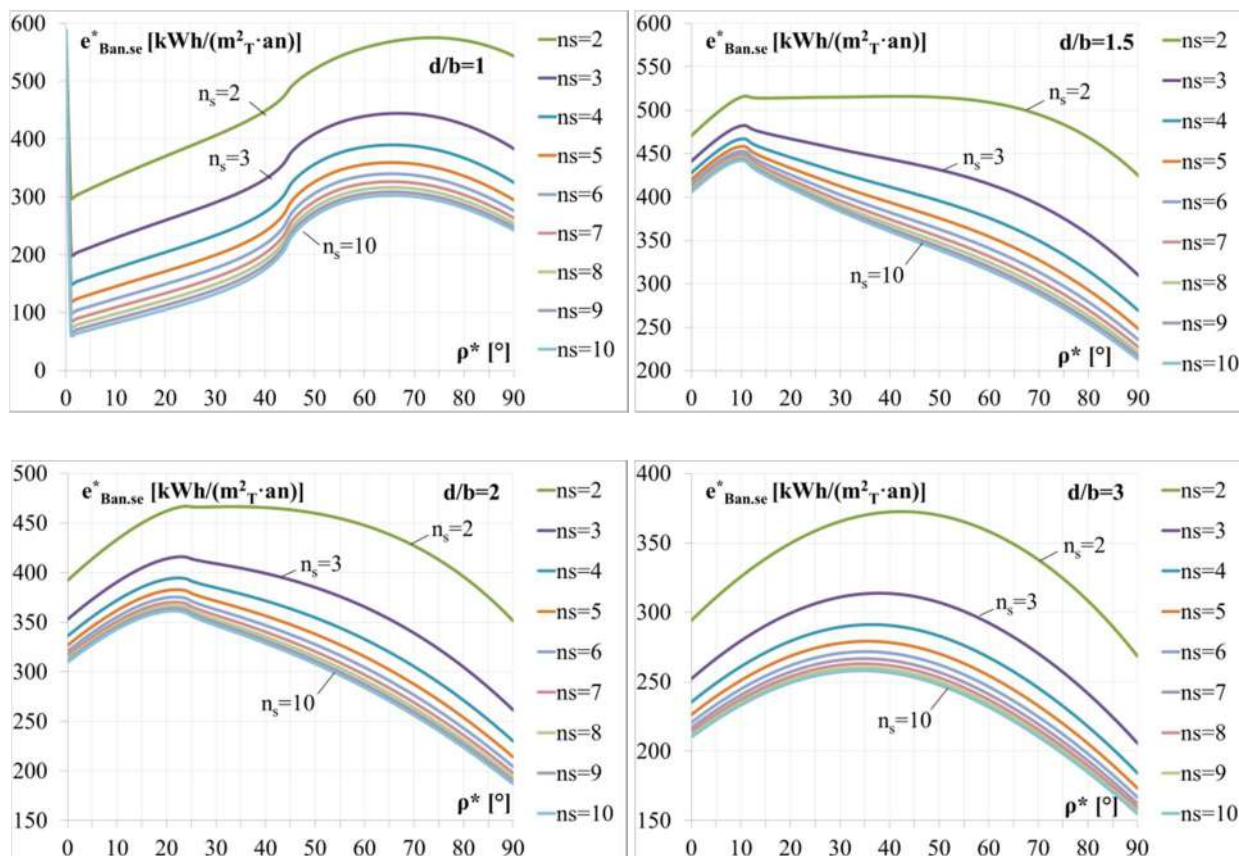 e*Ban.se [kWh/(m²T·an)]
d/b=1
600
500
400
300
200
100
0
ns=2
ns=3
ns=10
ρ* [°]
0 10 20 30 40 50 60 70 80 90
ns=2
ns=3
ns=4
ns=5
ns=6
ns=7
ns=8
ns=9
ns=10
e*Ban.se [kWh/(m²T·an)]
d/b=1.5
600
550
500
450
400
350
300
250
200
ns=2
ns=3
ns=10
ρ* [°]
0 10 20 30 40 50 60 70 80 90
ns=2
ns=3
ns=4
ns=5
ns=6
ns=7
ns=8
ns=9
ns=10
e*Ban.se [kWh/(m²T·an)]
d/b=2
500
450
400
350
300
250
200
150
ns=2
ns=3
ns=10
ρ* [°]
0 10 20 30 40 50 60 70 80 90
ns=2
ns=3
ns=4
ns=5
ns=6
ns=7
ns=8
ns=9
ns=10
e*Ban.se [kWh/(m²T·an)]
d/b=3
400
350
300
250
200
150
ns=2
ns=3
ns=10
ρ* [°]
0 10 20 30 40 50 60 70 80 90
ns=2
ns=3
ns=4
ns=5
ns=6
ns=7
ns=8
ns=9
ns=10